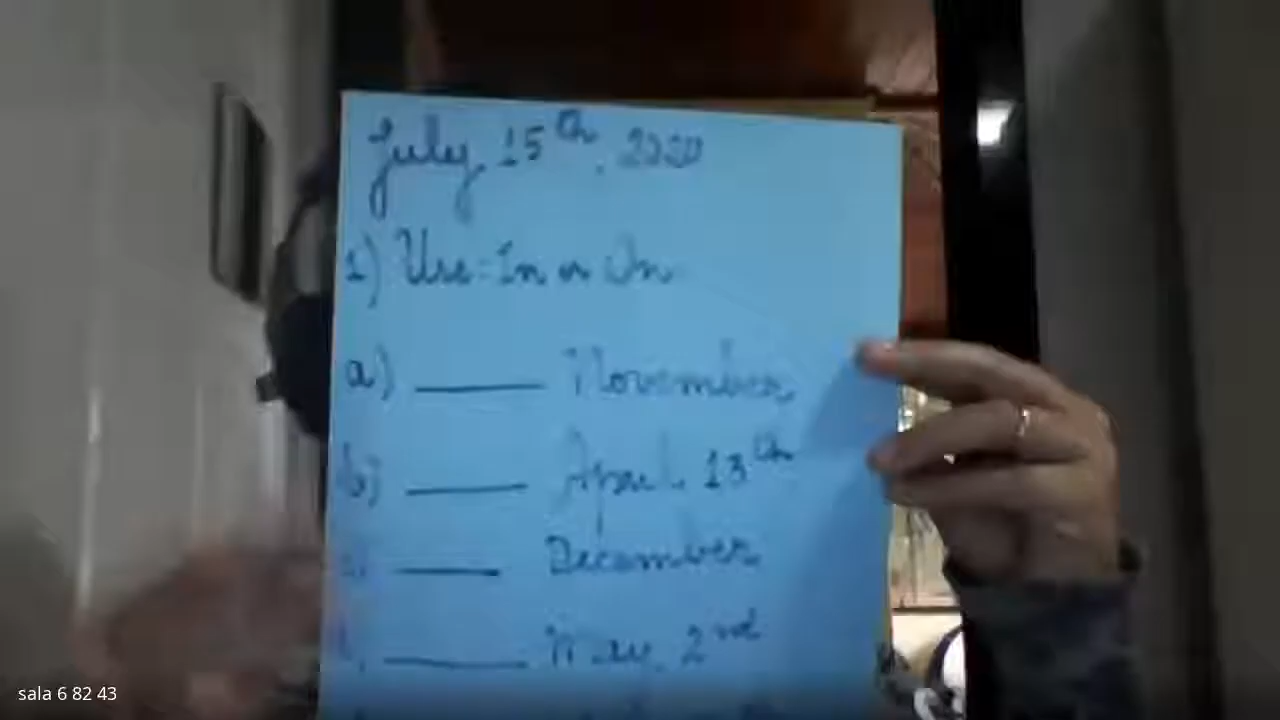 July, 15th, 2020
1) Use: In or On
a) ______ November
b) ______ April, 13th
c) ______ December
______ May, 2nd
sala 6 82 43